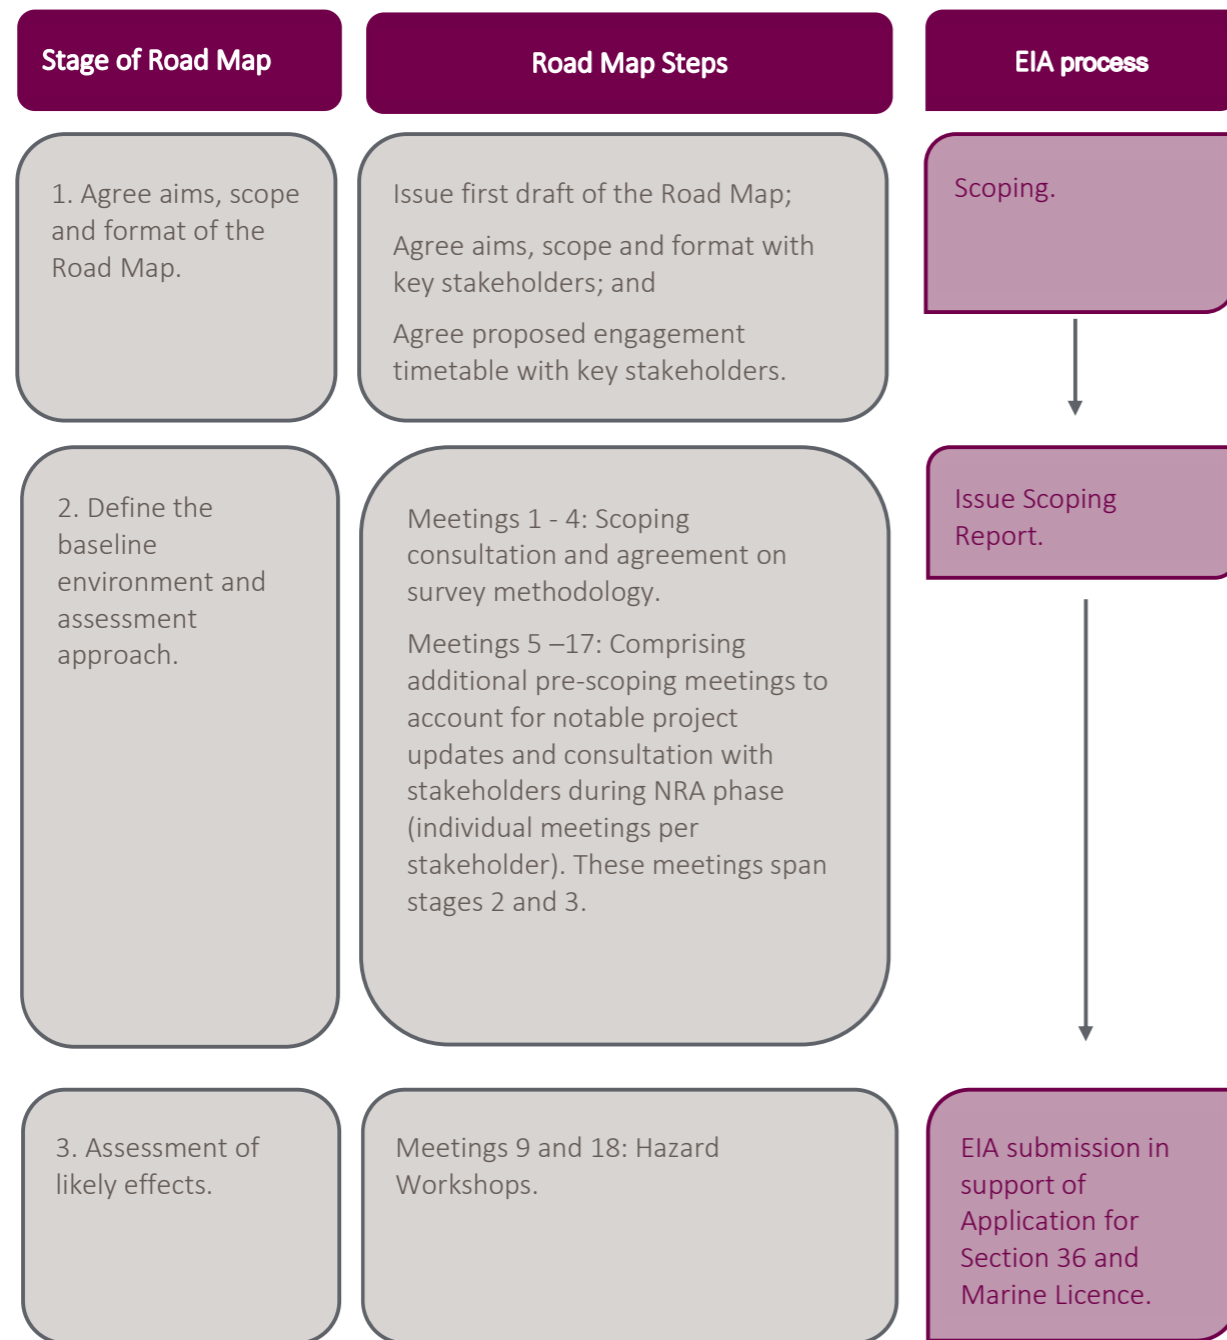 Stage of Road Map
Road Map Steps
EIA process
1. Agree aims, scope
and format of the
Road Map.
Issue first draft of the Road Map;
Agree aims, scope and format with
key stakeholders; and
Agree proposed engagement
timetable with key stakeholders.
Scoping.
2. Define the
baseline
environment and
assessment
approach.
Meetings 1 - 4: Scoping
consultation and agreement on
survey methodology.
Meetings 5 –17: Comprising
additional pre-scoping meetings to
account for notable project
updates and consultation with
stakeholders during NRA phase
(individual meetings per
stakeholder). These meetings span
stages 2 and 3.
Issue Scoping
Report.
3. Assessment of
likely effects.
Meetings 9 and 18: Hazard
Workshops.
EIA submission in
support of
Application for
Section 36 and
Marine Licence.